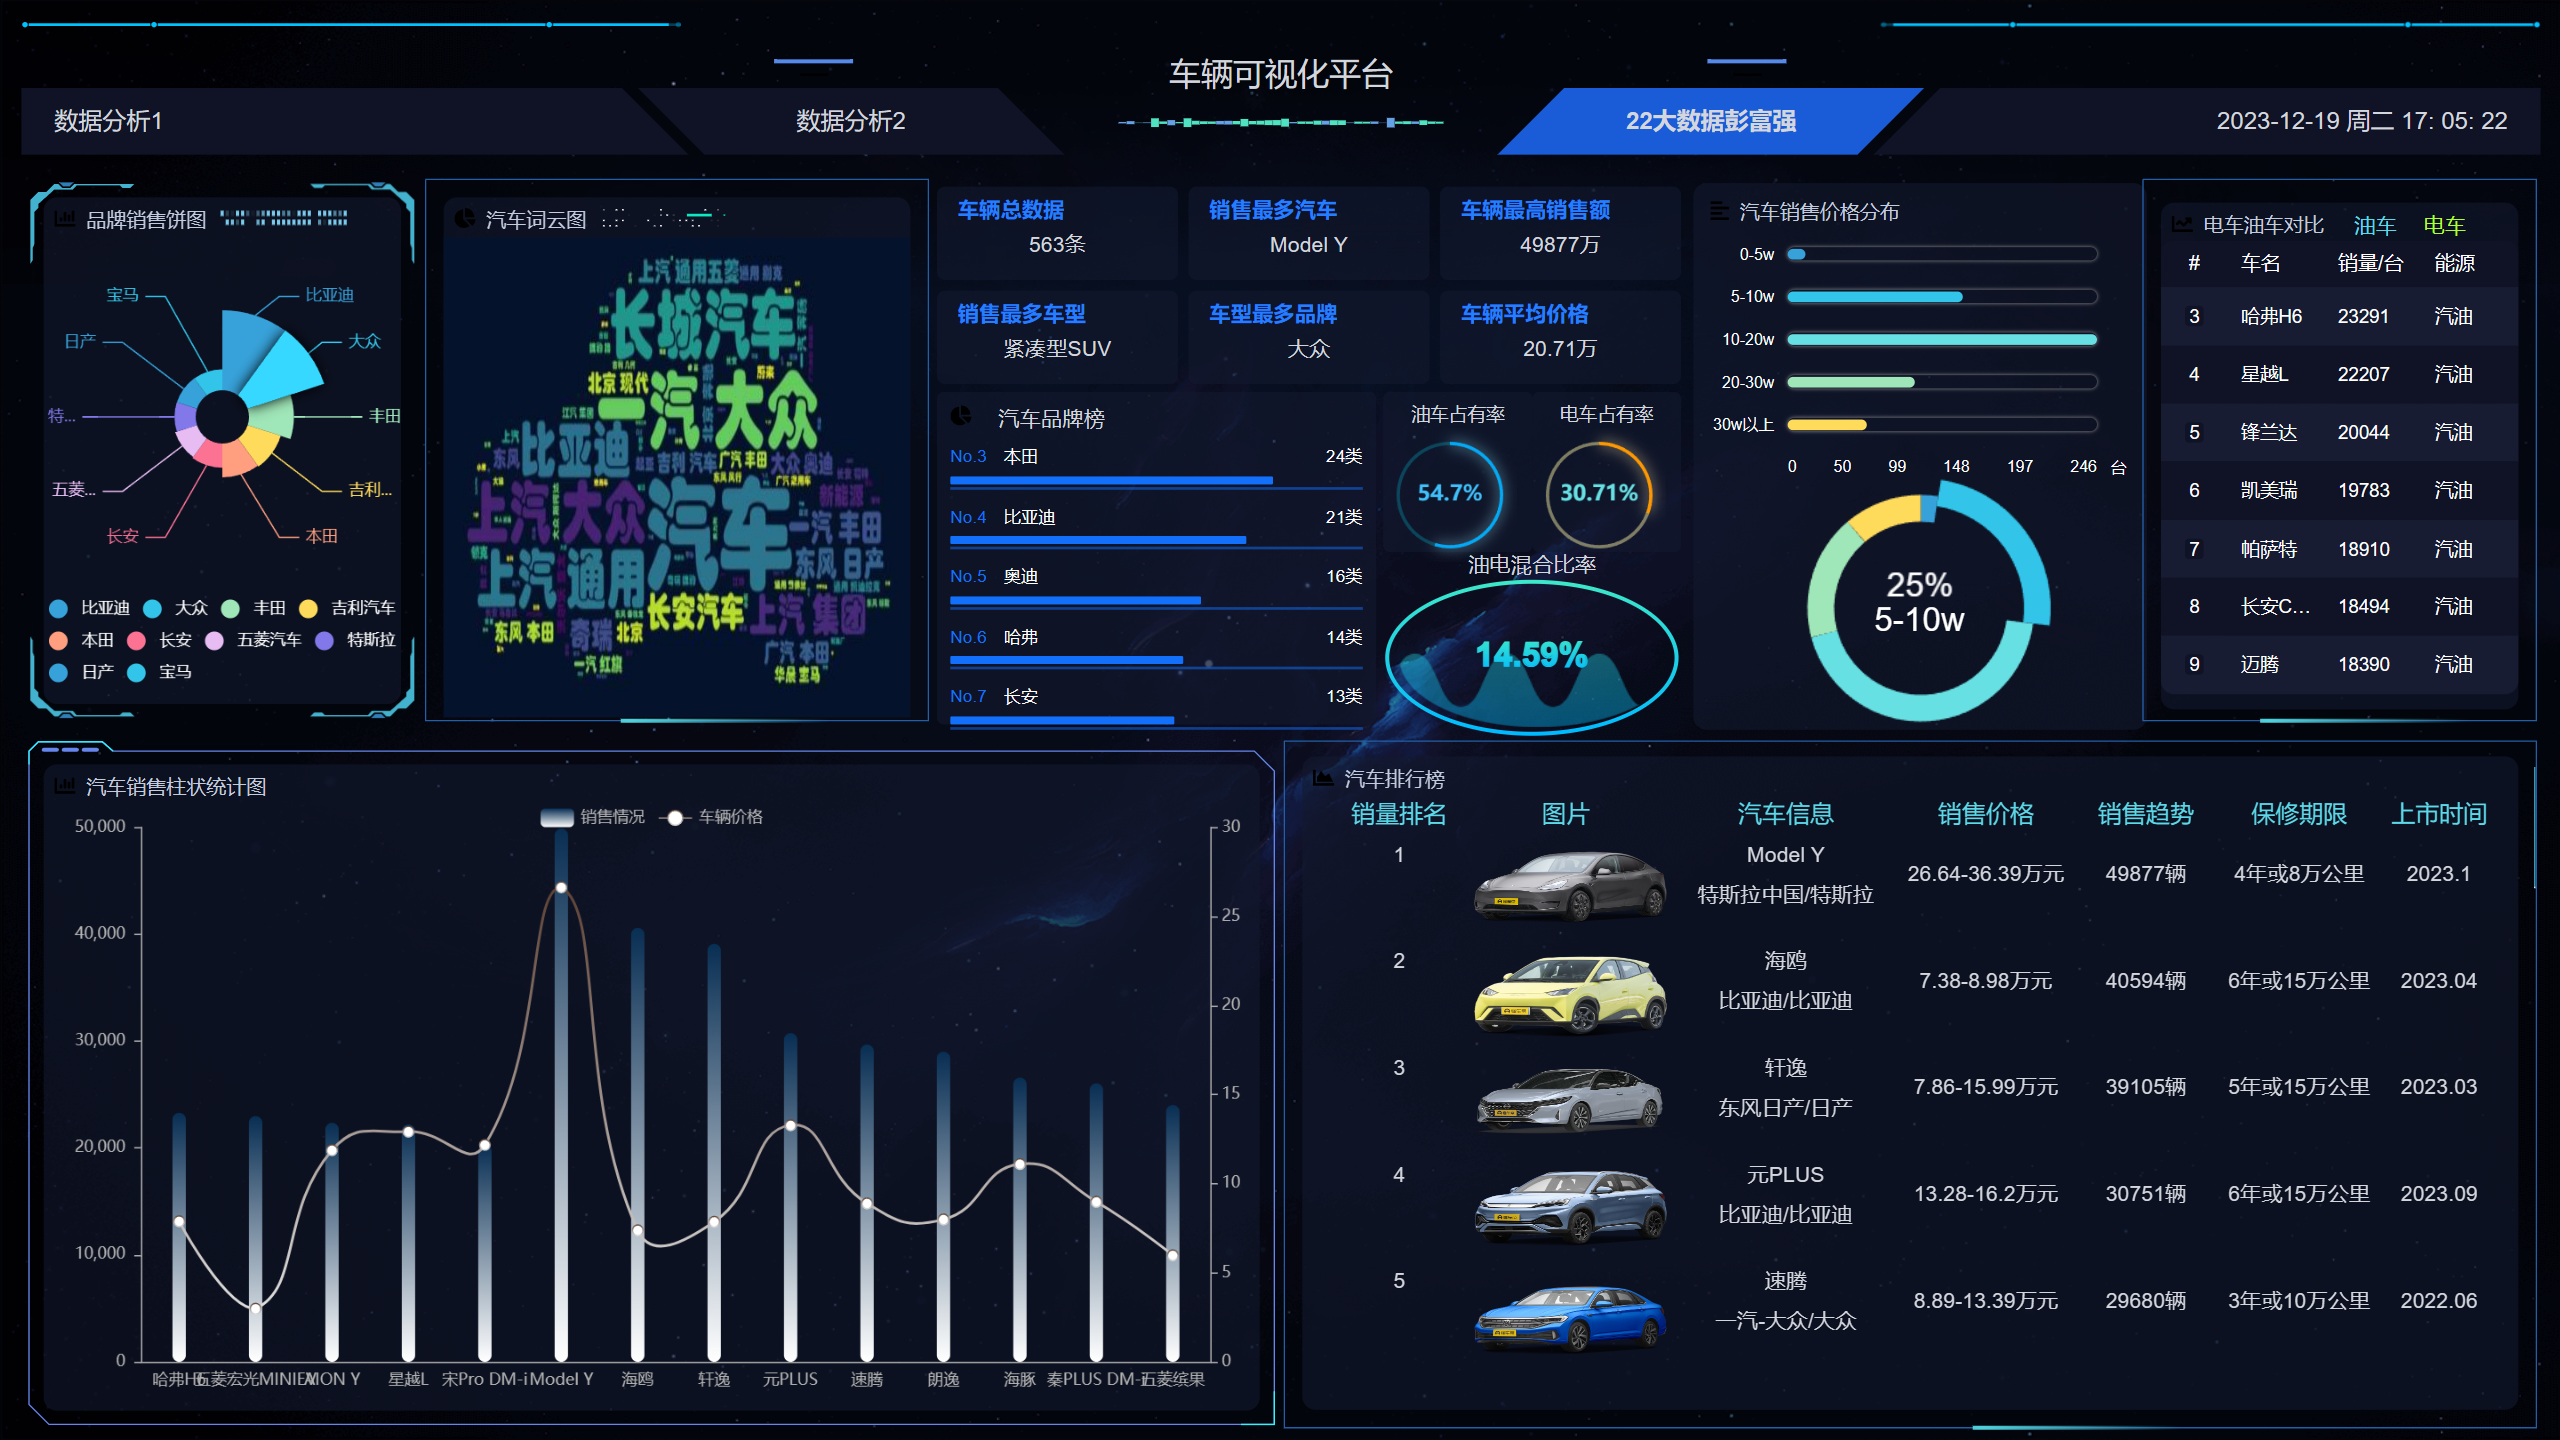 车辆可视化平台
数据分析1
数据分析2
22大数据彭富强
2023-12-19 周二 17: 05: 22
品牌销售饼图
宝马
比亚迪
日产
大众
特...
丰田
五菱...
吉利...
长安
本田
比亚迪 大众 丰田 吉利汽车
本田 长安 五菱汽车 特斯拉
日产 宝马
汽车词云图
上汽 通用五菱
长城 汽车
北京 现代
蔚来
一汽 大众
比亚迪
东风
吉利 汽车
广汽 丰田
大众 奥迪
新能源
上汽 大众
汽车
一汽 丰田
上汽 通用
东风 日产
长安 汽车
上汽 集团
东风 本田
奇瑞
北京
广汽 本田
一汽 红旗
华晨 宝马
车辆总数据
563条
销售最多汽车
Model Y
车辆最高销售额
49877万
销售最多车型
紧凑型SUV
车型最多品牌
大众
车辆平均价格
20.71万
汽车品牌榜
No.3 本田 24类
No.4 比亚迪 21类
No.5 奥迪 16类
No.6 哈弗 14类
No.7 长安 13类
油车占有率
54.7%
电车占有率
30.71%
油电混合比率
14.59%
汽车销售价格分布
0-5w
5-10w
10-20w
20-30w
30w以上
0 50 99 148 197 246 台
25%
5-10w
电车油车对比 油车 电车
# 车名 销量/台 能源
3 哈弗H6 23291 汽油
4 星越L 22207 汽油
5 锋兰达 20044 汽油
6 凯美瑞 19783 汽油
7 帕萨特 18910 汽油
8 长安C... 18494 汽油
9 迈腾 18390 汽油
汽车销售柱状统计图
销售情况 车辆价格
50,000
40,000
30,000
20,000
10,000
0
30
25
20
15
10
5
0
哈弗H6 五菱宏光MINIEV AION Y 星越L 宋Pro DM-i Model Y 海鸥 轩逸 元PLUS 速腾 朗逸 海豚 秦PLUS DM-i 五菱缤果
汽车排行榜
销量排名 图片 汽车信息 销售价格 销售趋势 保修期限 上市时间
1 Model Y
特斯拉中国/特斯拉 26.64-36.39万元 49877辆 4年或8万公里 2023.1
2 海鸥
比亚迪/比亚迪 7.38-8.98万元 40594辆 6年或15万公里 2023.04
3 轩逸
东风日产/日产 7.86-15.99万元 39105辆 5年或15万公里 2023.03
4 元PLUS
比亚迪/比亚迪 13.28-16.2万元 30751辆 6年或15万公里 2023.09
5 速腾
一汽-大众/大众 8.89-13.39万元 29680辆 3年或10万公里 2022.06